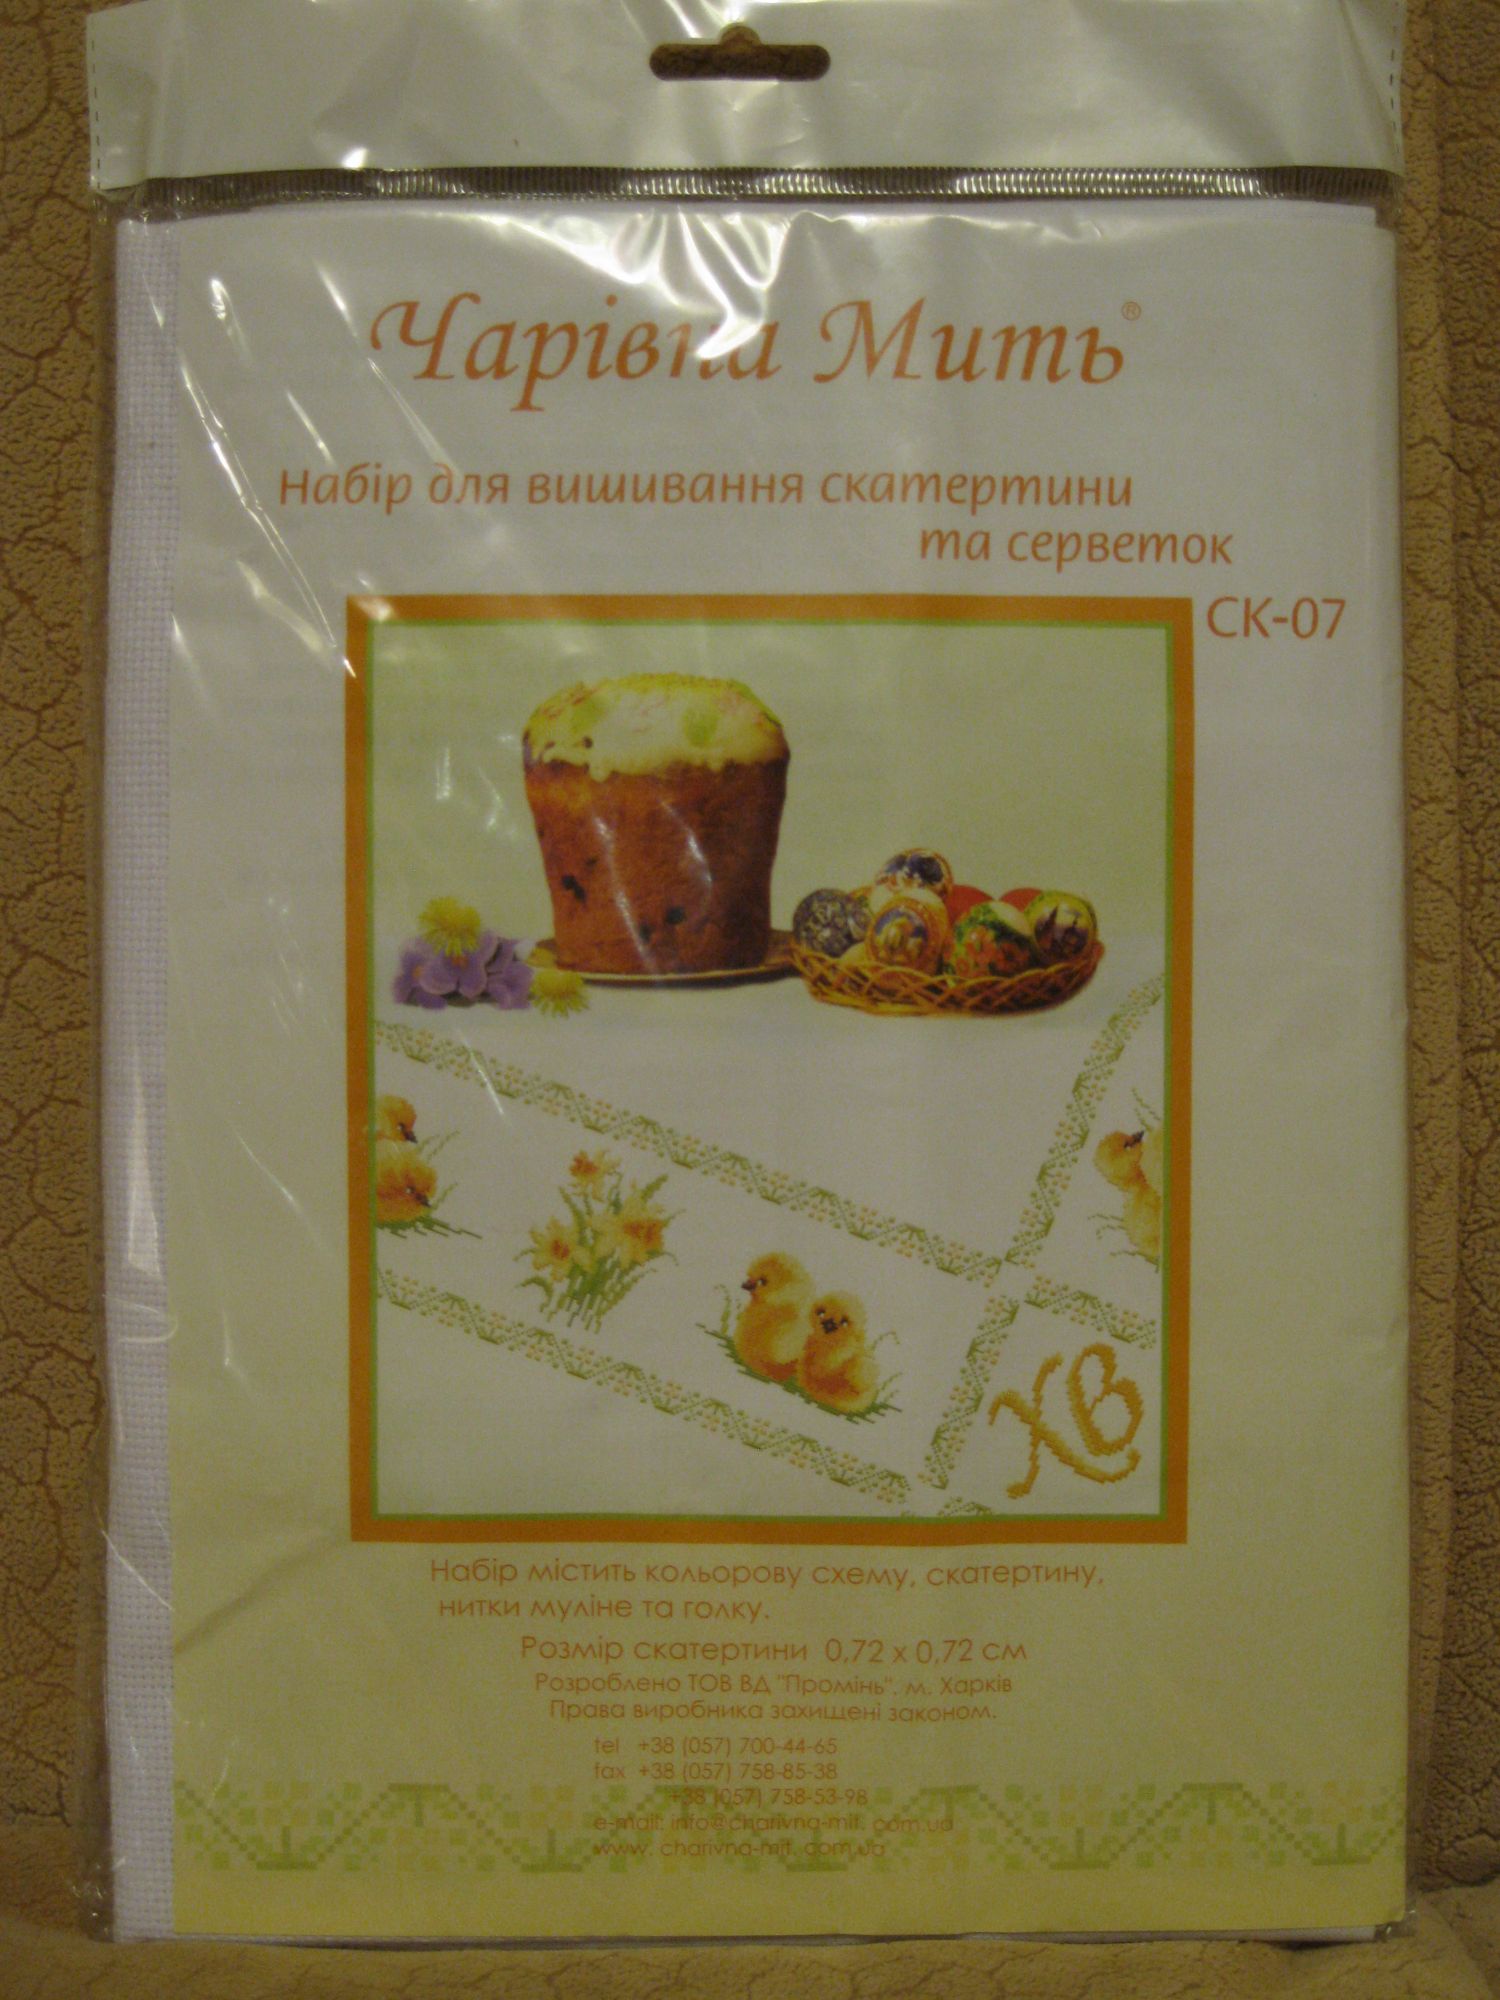 Чарівна Мить®
Набір для вишивання скатертини
та серветок
СК-07
ХВ
Набір містить кольорову схему, скатертину,
нитки муліне та голку.
Розмір скатертини 0,72 х 0,72 см
Розроблено ТОВ ВД "Промінь". м. Харків
Права виробника захищені законом.
tel +38 (057) 700-44-65
fax +38 (057) 758-85-38
+38 (057) 758-53-98
e-mail: info@charivna-mit. com.ua
www. charivna-mit. com.ua